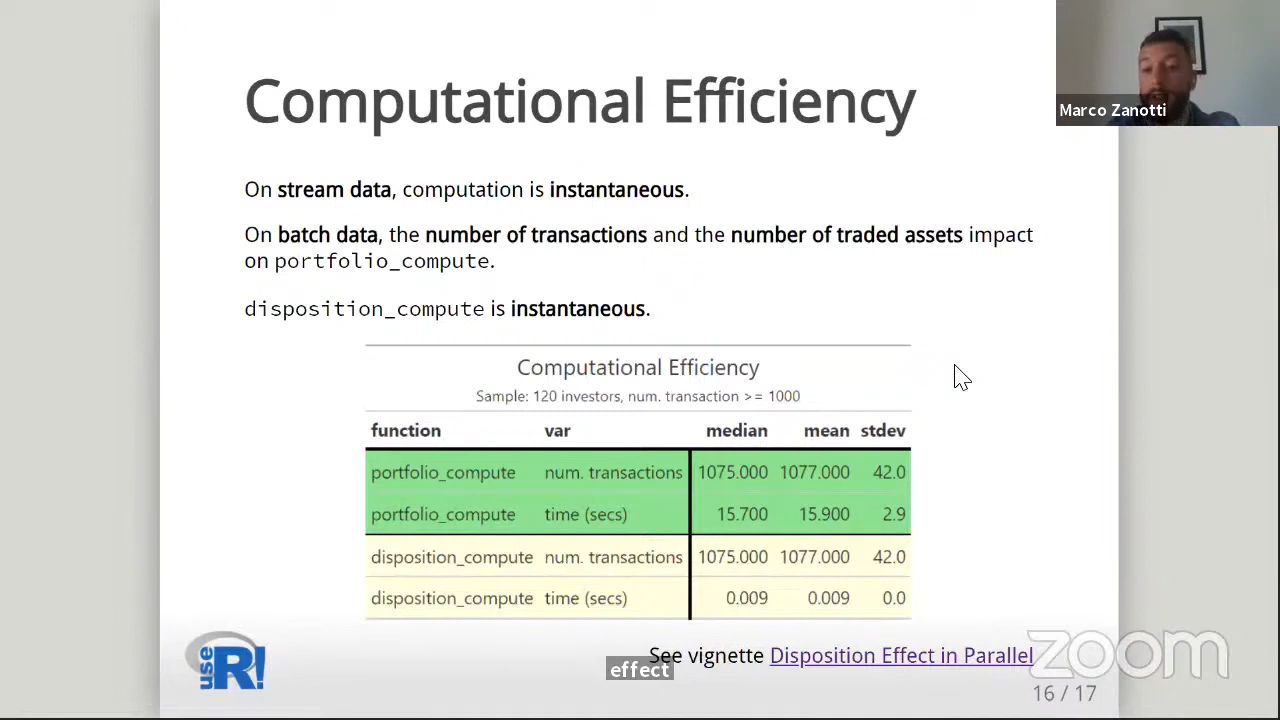 Computational Efficiency
Marco Zanotti
On stream data, computation is instantaneous.
On batch data, the number of transactions and the number of traded assets impact
on portfolio_compute.
disposition_compute is instantaneous.
Computational Efficiency
Sample: 120 investors, num. transaction >= 1000
function var median mean stdev
portfolio_compute num. transactions 1075.000 1077.000 42.0
portfolio_compute time (secs) 15.700 15.900 2.9
disposition_compute num. transactions 1075.000 1077.000 42.0
disposition_compute time (secs) 0.009 0.009 0.0
See vignette Disposition Effect in Parallel
effect
useR!
zoom
16 / 17